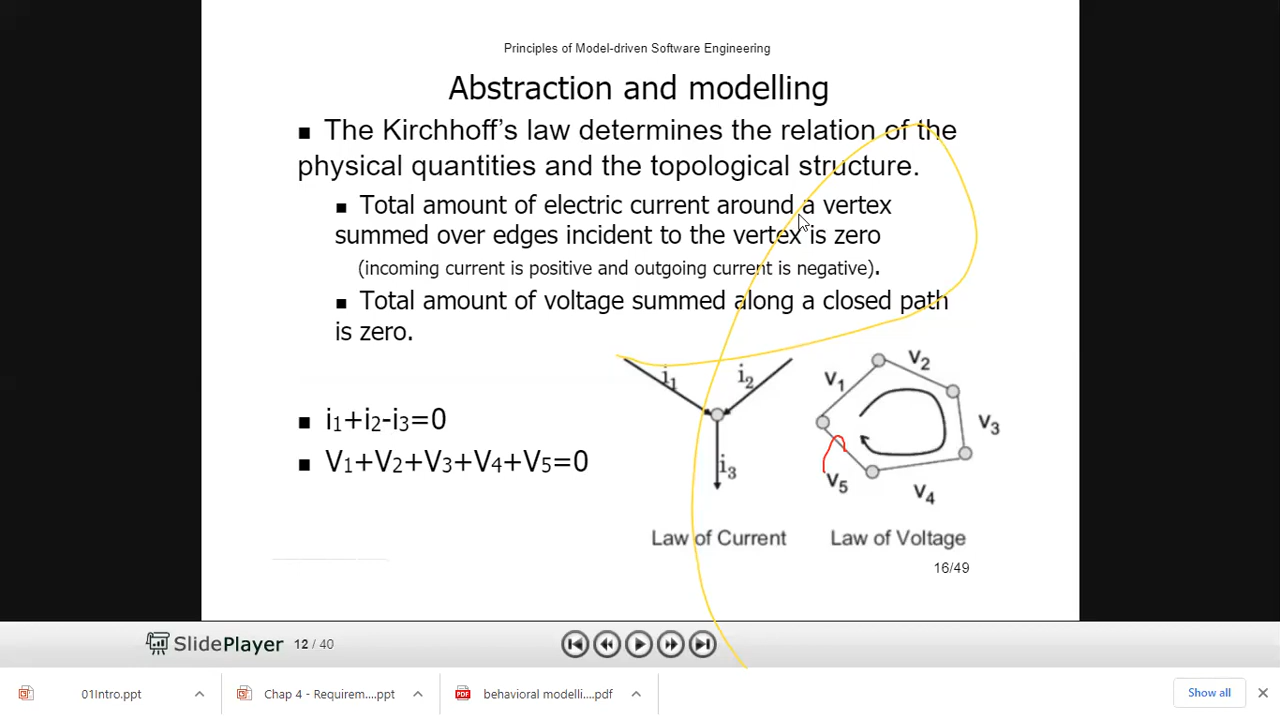 Principles of Model-driven Software Engineering
Abstraction and modelling
■ The Kirchhoff's law determines the relation of the
physical quantities and the topological structure.
■ Total amount of electric current around a vertex
summed over edges incident to the vertex is zero
(incoming current is positive and outgoing current is negative).
■ Total amount of voltage summed along a closed path
is zero.
■ i1+i2-i3=0
■ V1+V2+V3+V4+V5=0
i1
i2
i3
Law of Current
V1
V2
V3
V4
V5
Law of Voltage
16/49
SlidePlayer 12 / 40
01Intro.ppt
Chap 4 - Requirem....ppt
behavioral modelli....pdf
Show all